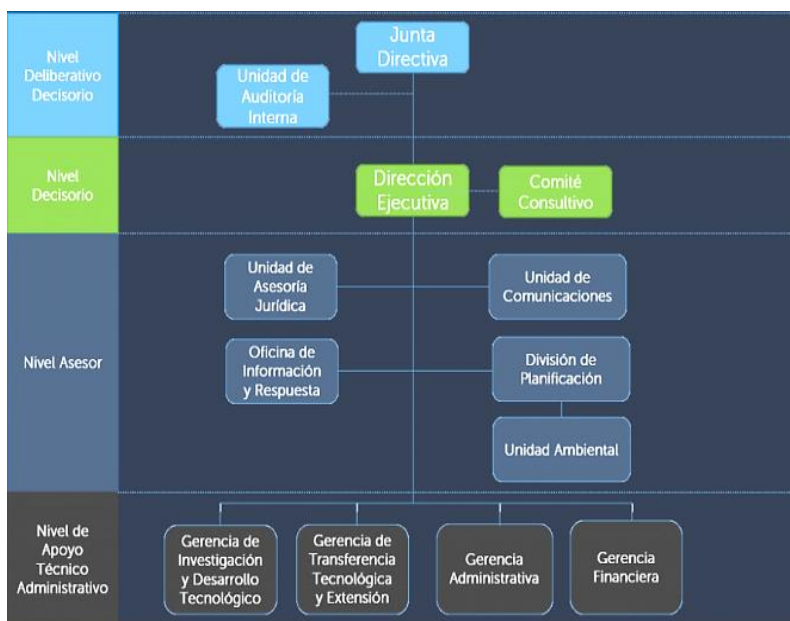 Nivel
Deliberativo
Decisorio
Junta
Directiva
Unidad de
Auditoría
Interna
Nivel
Decisorio
Dirección
Ejecutiva
Comité
Consultivo
Nivel Asesor
Unidad de
Asesoría
Jurídica
Unidad de
Comunicaciones
Oficina de
Información
y Respuesta
División de
Planificación
Unidad Ambiental
Nivel de
Apoyo
Técnico
Administrativo
Gerencia de
Investigación
y Desarrollo
Tecnológico
Gerencia de
Transferencia
Tecnológica
y Extensión
Gerencia
Administrativa
Gerencia
Financiera